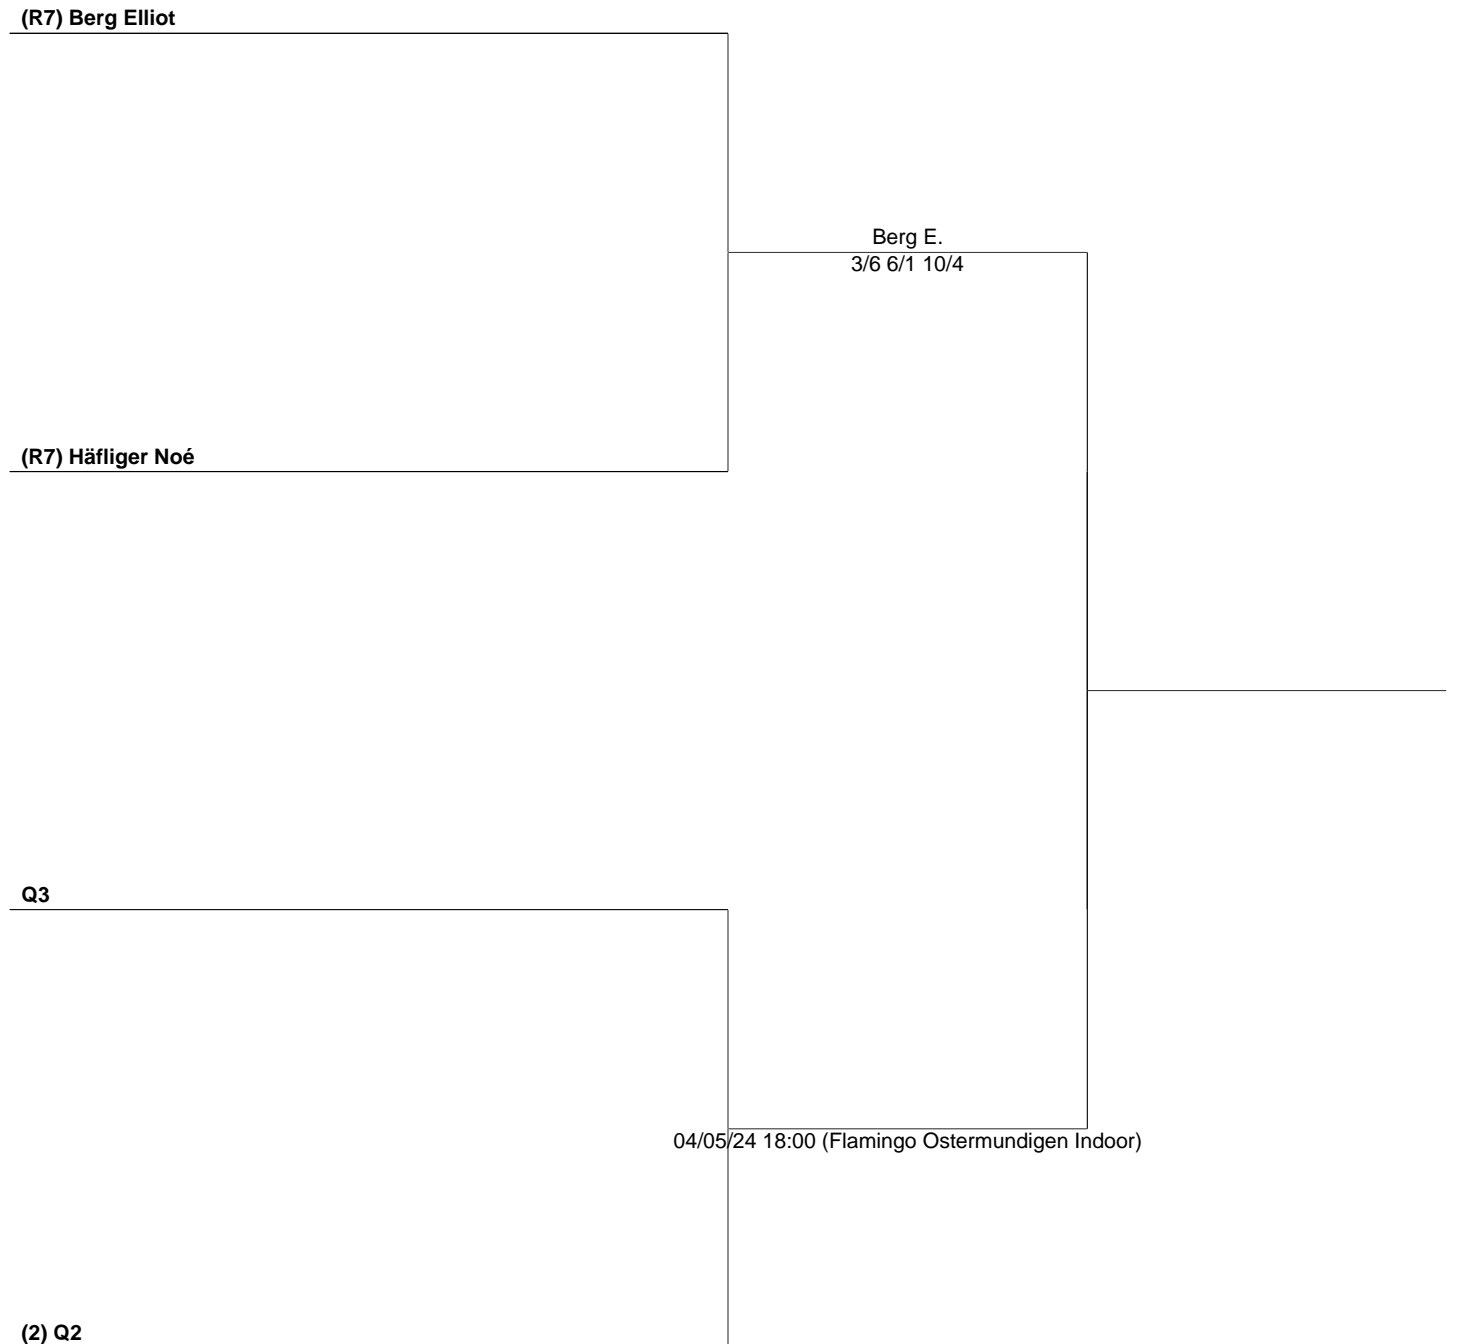 (R7) Berg Elliot
Berg E.
3/6 6/1 10/4
(R7) Häfliger Noé
Q3
04/05/24 18:00 (Flamingo Ostermundigen Indoor)
(2) Q2